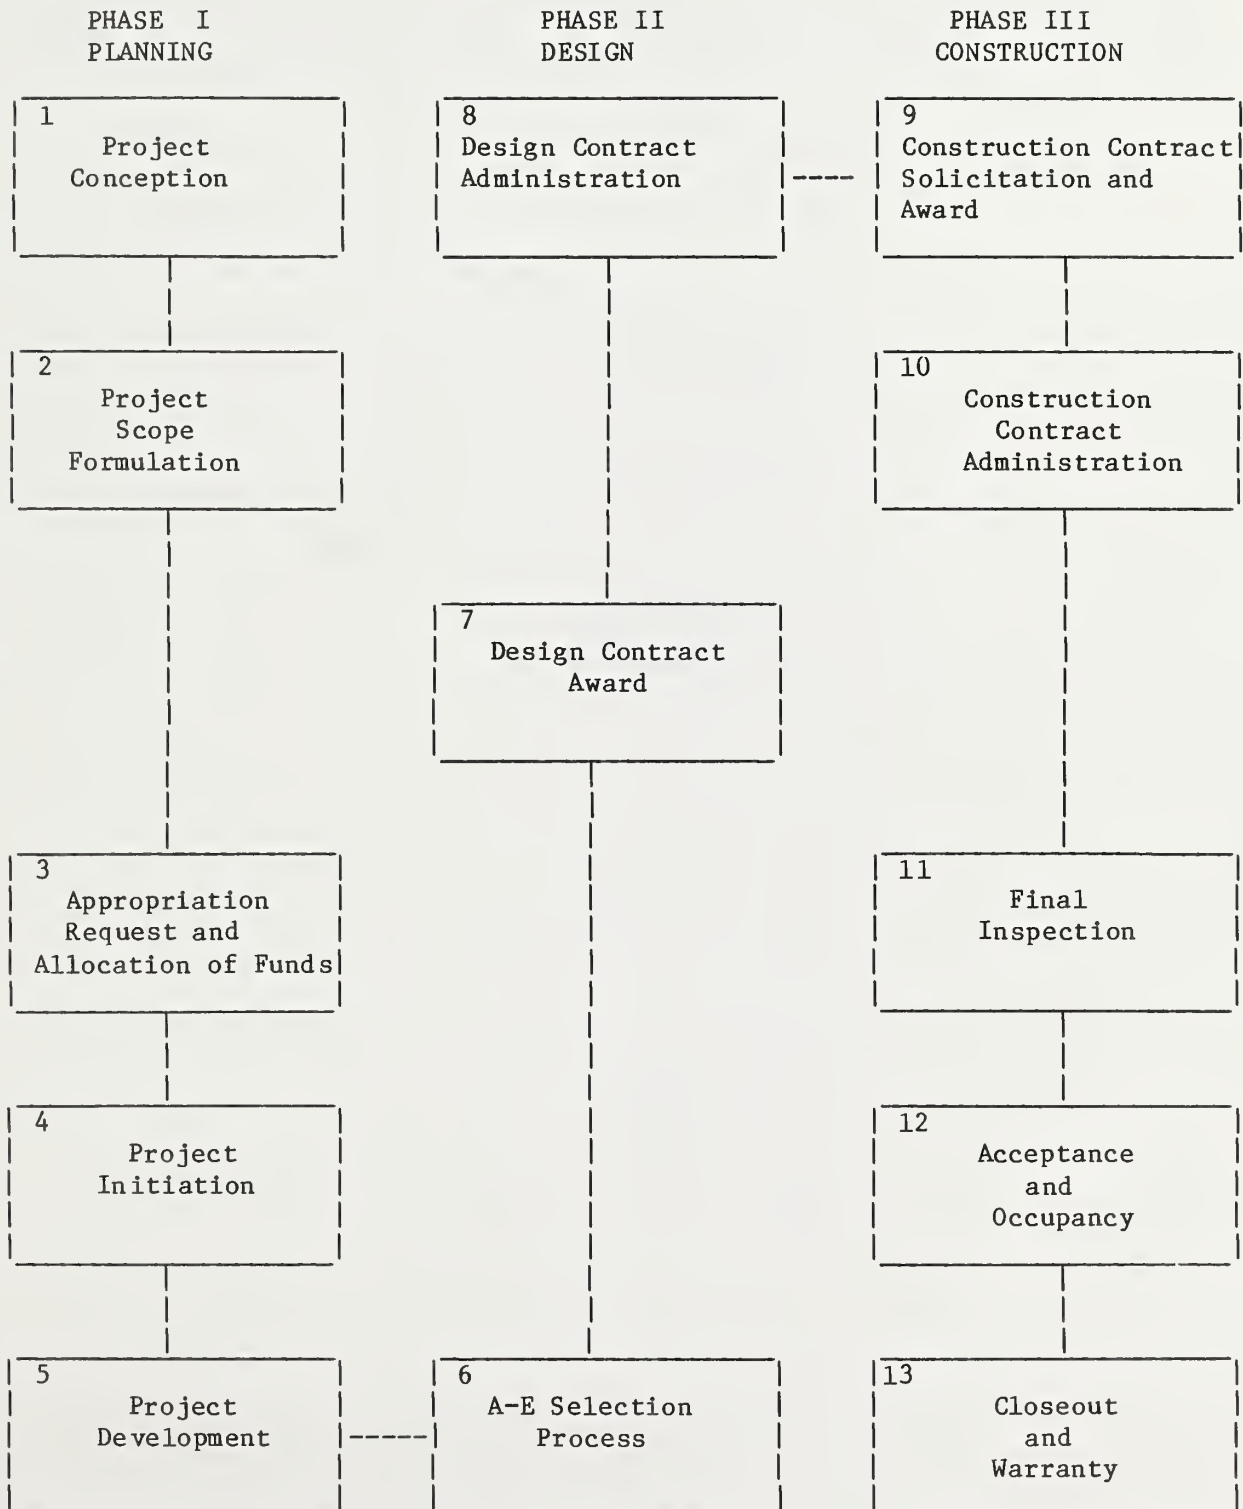 PHASE I
PLANNING
1
Project
Conception
2
Project
Scope
Formulation
3
Appropriation
Request and
Allocation of Funds
4
Project
Initiation
5
Project
Development
PHASE II
DESIGN
8
Design Contract
Administration
7
Design Contract
Award
6
A-E Selection
Process
PHASE III
CONSTRUCTION
9
Construction Contract
Solicitation and
Award
10
Construction
Contract
Administration
11
Final
Inspection
12
Acceptance
and
Occupancy
13
Closeout
and
Warranty